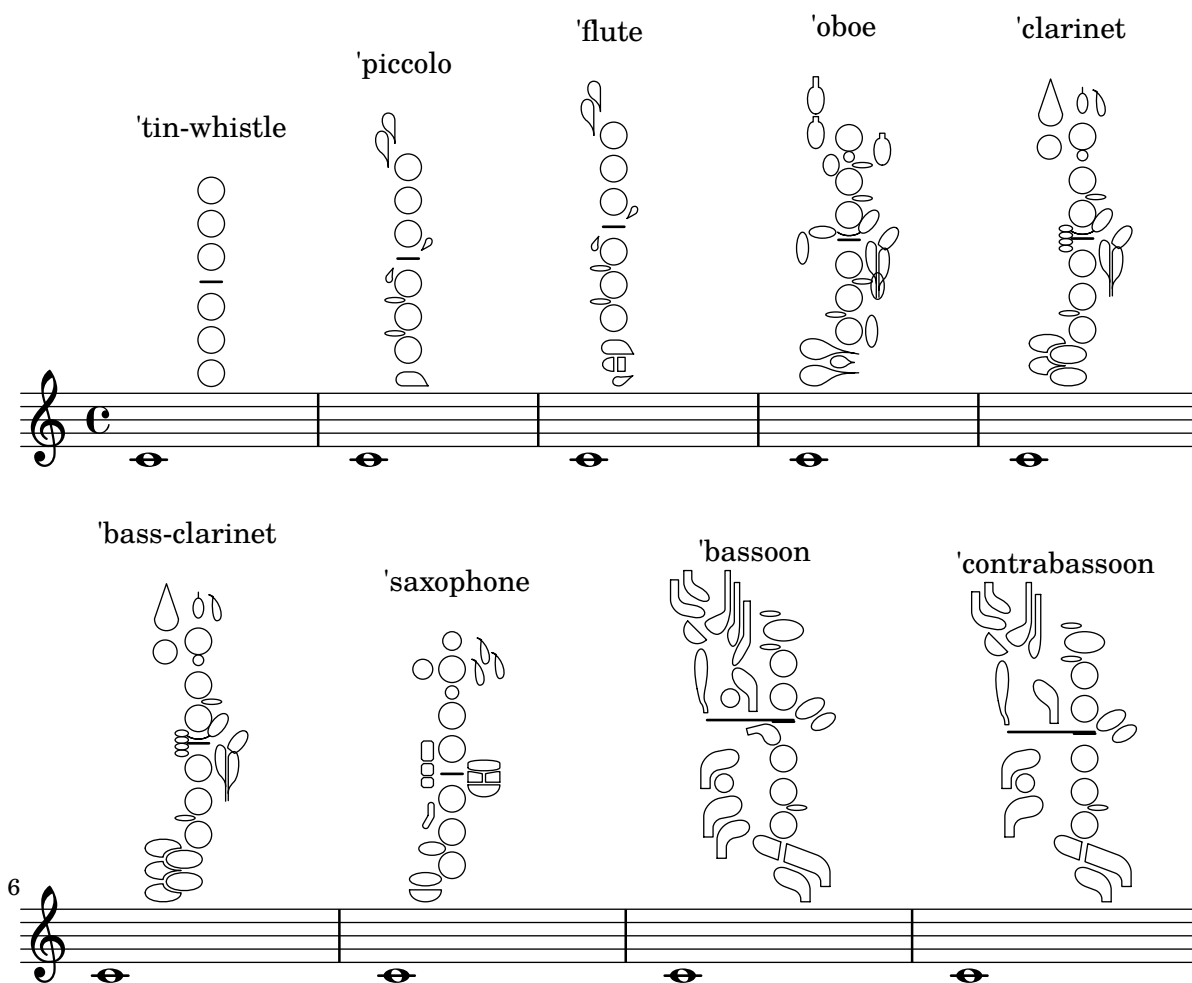 'tin-whistle
'piccolo
'flute
'oboe
'clarinet
6
'bass-clarinet
'saxophone
'bassoon
'contrabassoon